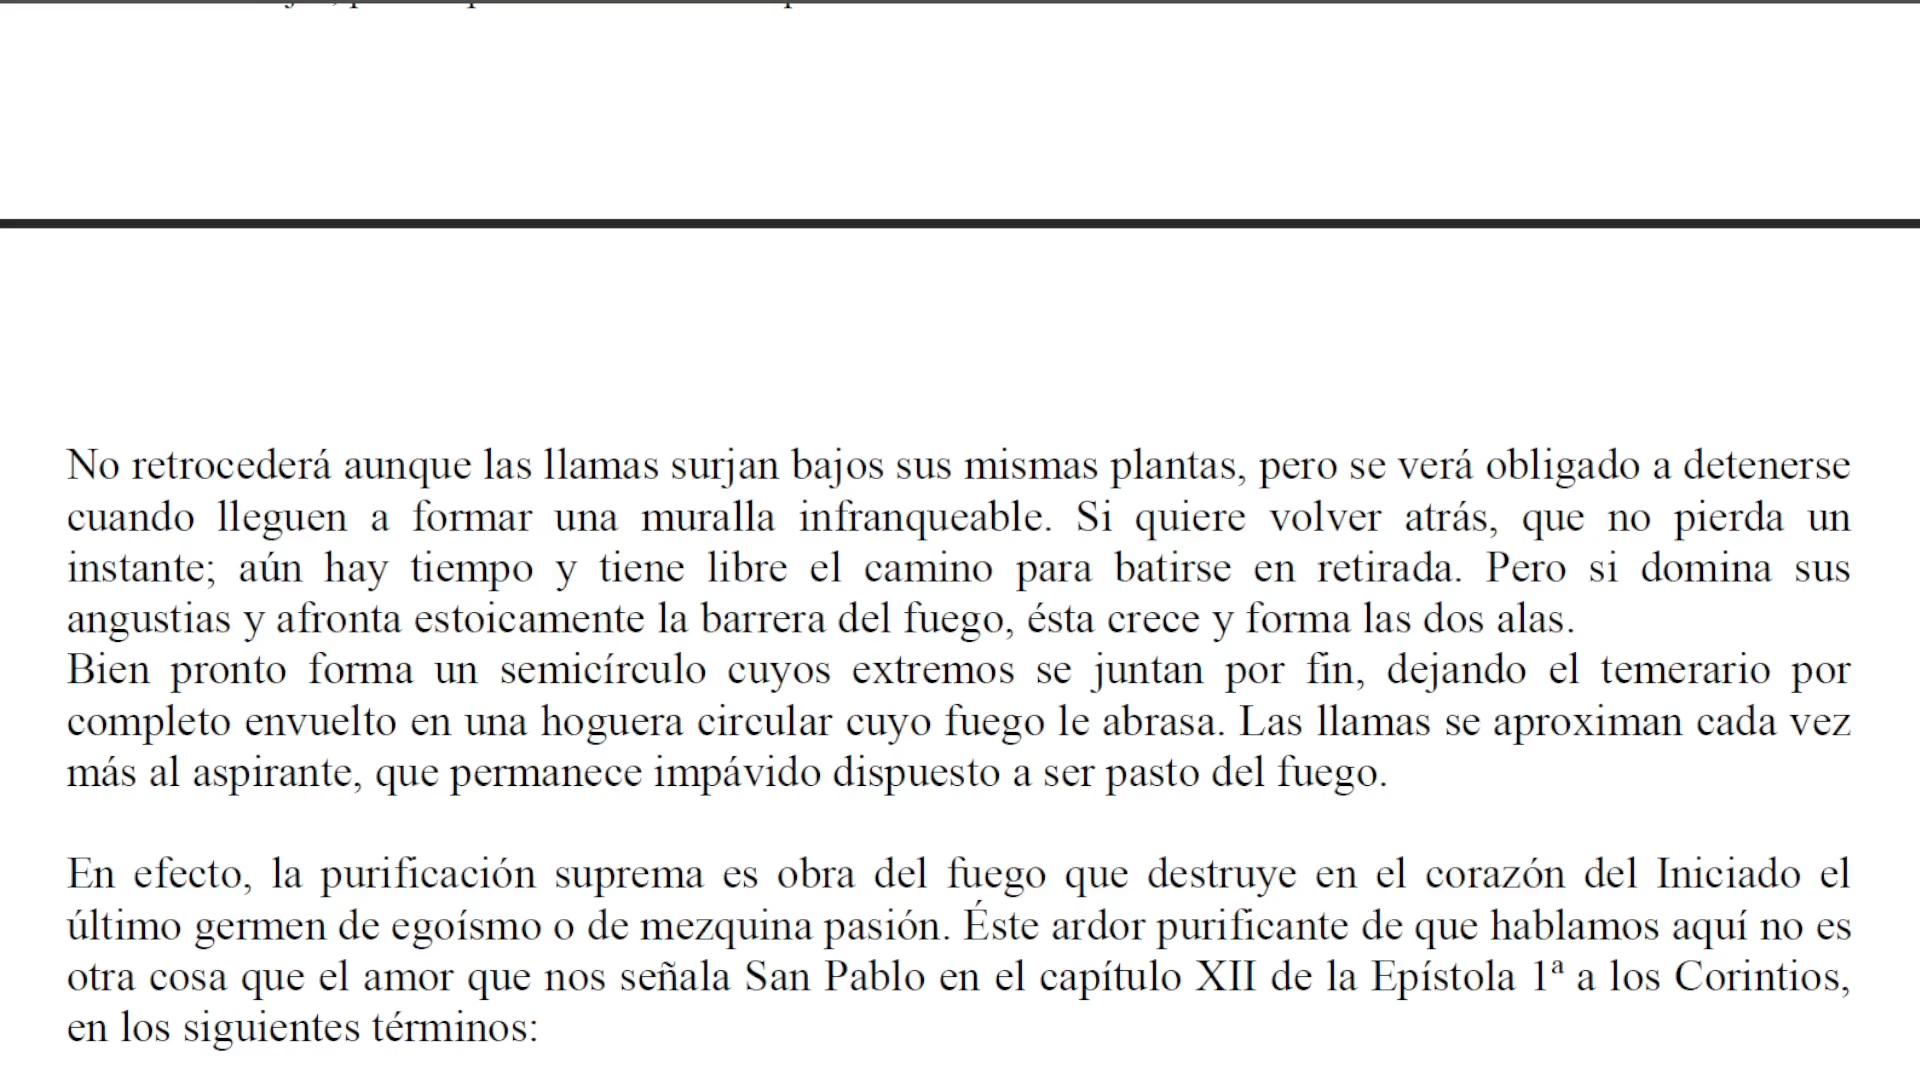 No retrocederá aunque las llamas surjan bajos sus mismas plantas, pero se verá obligado a detenerse
cuando lleguen a formar una muralla infranqueable. Si quiere volver atrás, que no pierda un
instante; aún hay tiempo y tiene libre el camino para batirse en retirada. Pero si domina sus
angustias y afronta estoicamente la barrera del fuego, ésta crece y forma las dos alas.
Bien pronto forma un semicírculo cuyos extremos se juntan por fin, dejando el temerario por
completo envuelto en una hoguera circular cuyo fuego le abrasa. Las llamas se aproximan cada vez
más al aspirante, que permanece impávido dispuesto a ser pasto del fuego.
En efecto, la purificación suprema es obra del fuego que destruye en el corazón del Iniciado el
último germen de egoísmo o de mezquina pasión. Éste ardor purificante de que hablamos aquí no es
otra cosa que el amor que nos señala San Pablo en el capítulo XII de la Epístola 1ª a los Corintios,
en los siguientes términos: